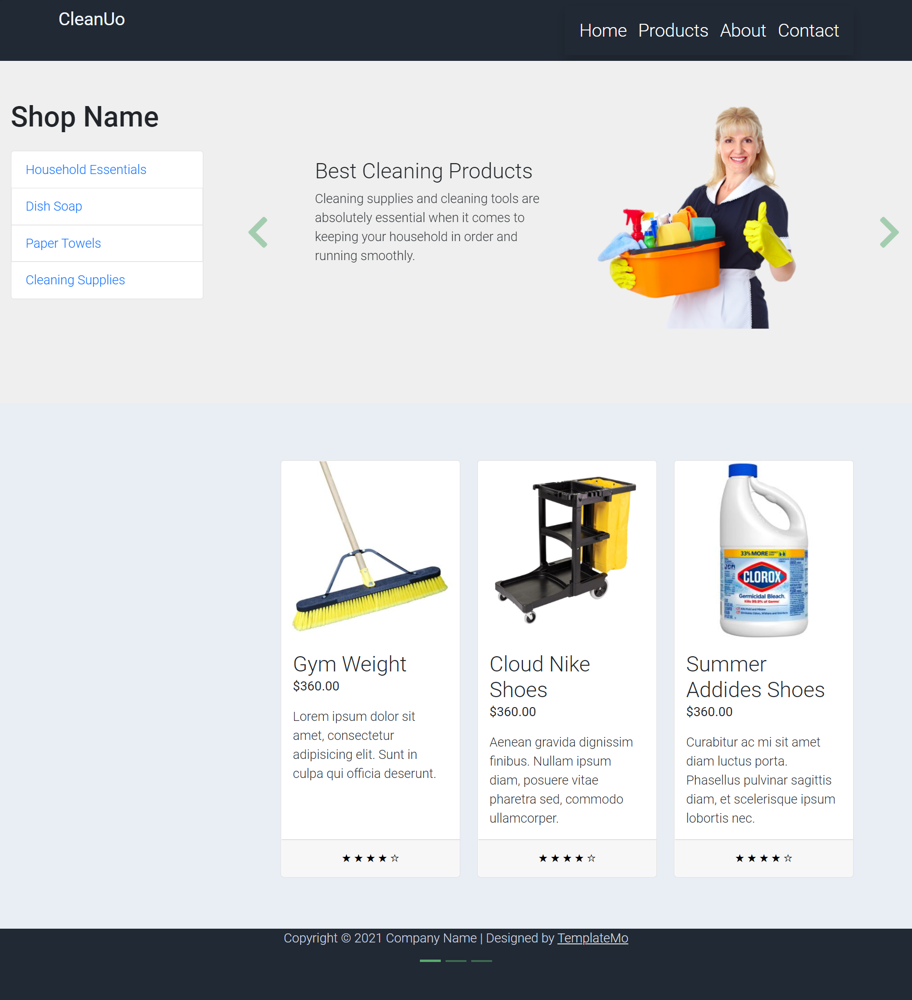 CleanUo
Home Products About Contact
Shop Name
Household Essentials
Dish Soap
Paper Towels
Cleaning Supplies
Best Cleaning Products
Cleaning supplies and cleaning tools are
absolutely essential when it comes to
keeping your household in order and
running smoothly.
33% MORE
CLOROX
Germicidal Bleach
Kills 99.9% of Germs
Gym Weight
$360.00
Lorem ipsum dolor sit
amet, consectetur
adipisicing elit. Sunt in
culpa qui officia deserunt.
★ ★ ★ ★ ☆
Cloud Nike
Shoes
$360.00
Aenean gravida dignissim
finibus. Nullam ipsum
diam, posuere vitae
pharetra sed, commodo
ullamcorper.
★ ★ ★ ★ ☆
Summer
Addides Shoes
$360.00
Curabitur ac mi sit amet
diam luctus porta.
Phasellus pulvinar sagittis
diam, et scelerisque ipsum
lobortis nec.
★ ★ ★ ★ ☆
Copyright © 2021 Company Name | Designed by TemplateMo